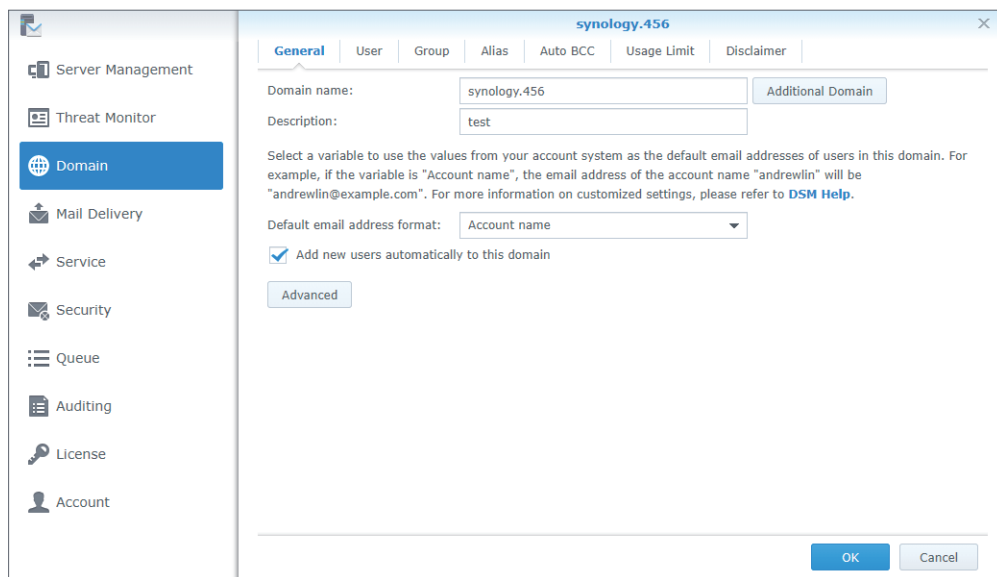 synology.456
Server Management
Threat Monitor
Domain
Mail Delivery
Service
Security
Queue
Auditing
License
Account
General User Group Alias Auto BCC Usage Limit Disclaimer
Domain name: synology.456 Additional Domain
Description: test
Select a variable to use the values from your account system as the default email addresses of users in this domain. For
example, if the variable is "Account name", the email address of the account name "andrewlin" will be
"andrewlin@example.com". For more information on customized settings, please refer to DSM Help.
Default email address format: Account name
Add new users automatically to this domain
Advanced
OK Cancel